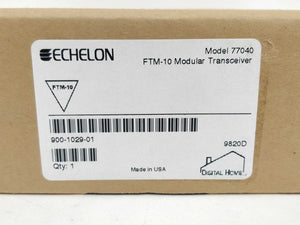 ECHELON
Model 77040
FTM-10 Modular Transceiver
FTM-10
900-1029-01
9820D
Qty: 1
Made in USA
DIGITAL HOME